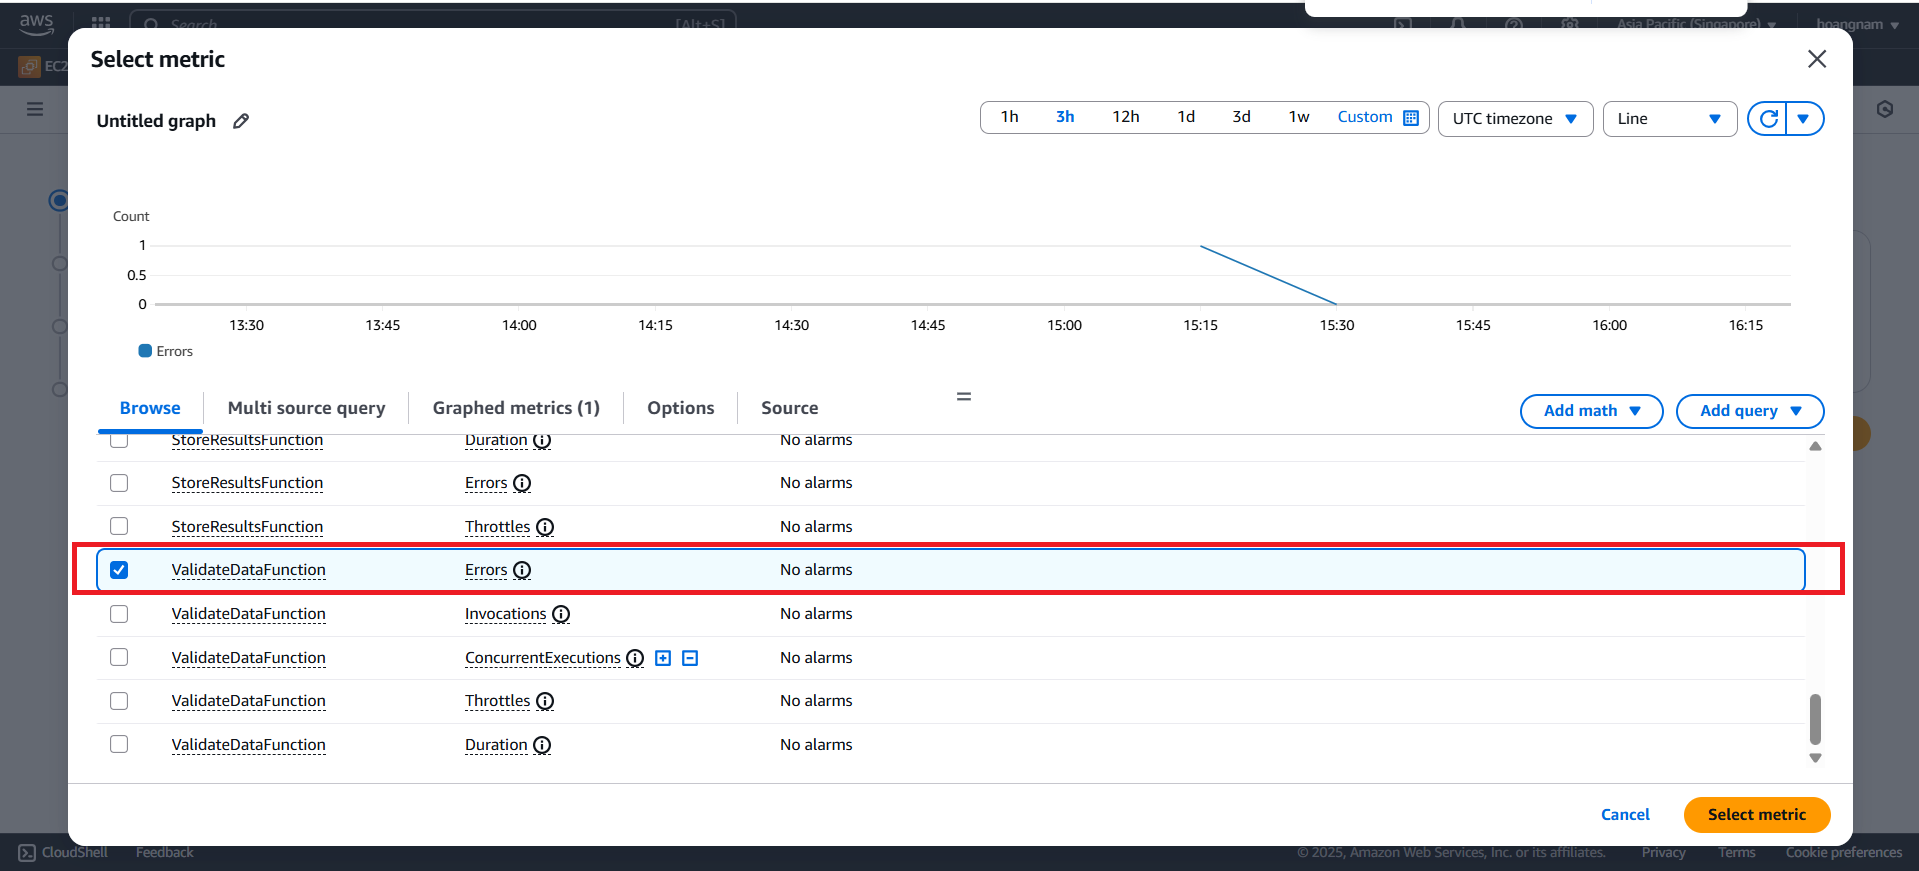 aws
Search
[Alt+S]
Asia Pacific (Singapore)
hoangnam
EC2
Select metric
Untitled graph
1h 3h 12h 1d 3d 1w Custom
UTC timezone
Line
Count
1
0.5
0
13:30 13:45 14:00 14:15 14:30 14:45 15:00 15:15 15:30 15:45 16:00 16:15
Errors
Browse Multi source query Graphed metrics (1) Options Source
Add math
Add query
StoreResultsFunction Duration No alarms
StoreResultsFunction Errors No alarms
StoreResultsFunction Throttles No alarms
ValidateDataFunction Errors No alarms
ValidateDataFunction Invocations No alarms
ValidateDataFunction ConcurrentExecutions No alarms
ValidateDataFunction Throttles No alarms
ValidateDataFunction Duration No alarms
Cancel
Select metric
CloudShell Feedback
© 2025, Amazon Web Services, Inc. or its affiliates. Privacy Terms Cookie preferences